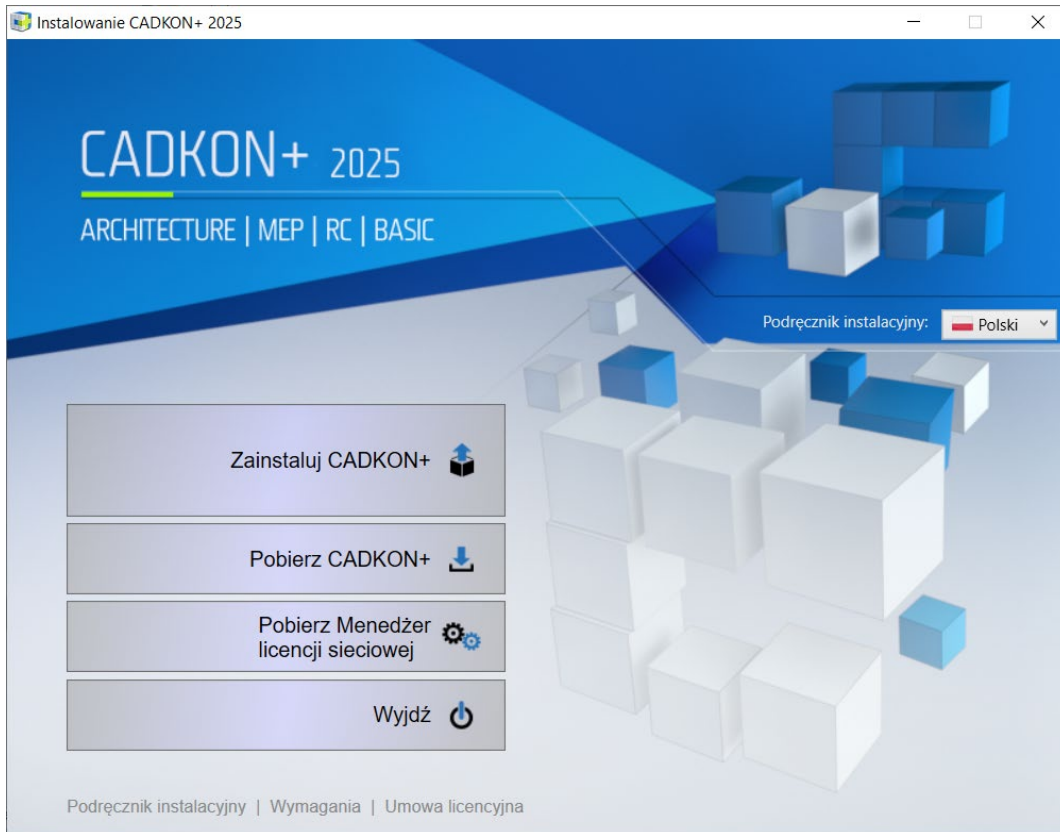 Instalowanie CADKON+ 2025
CADKON+ 2025
ARCHITECTURE | MEP | RC | BASIC
Podręcznik instalacyjny: Polski
Zainstaluj CADKON+
Pobierz CADKON+
Pobierz Menedżer
licencji sieciowej
Wyjdź
Podręcznik instalacyjny | Wymagania | Umowa licencyjna